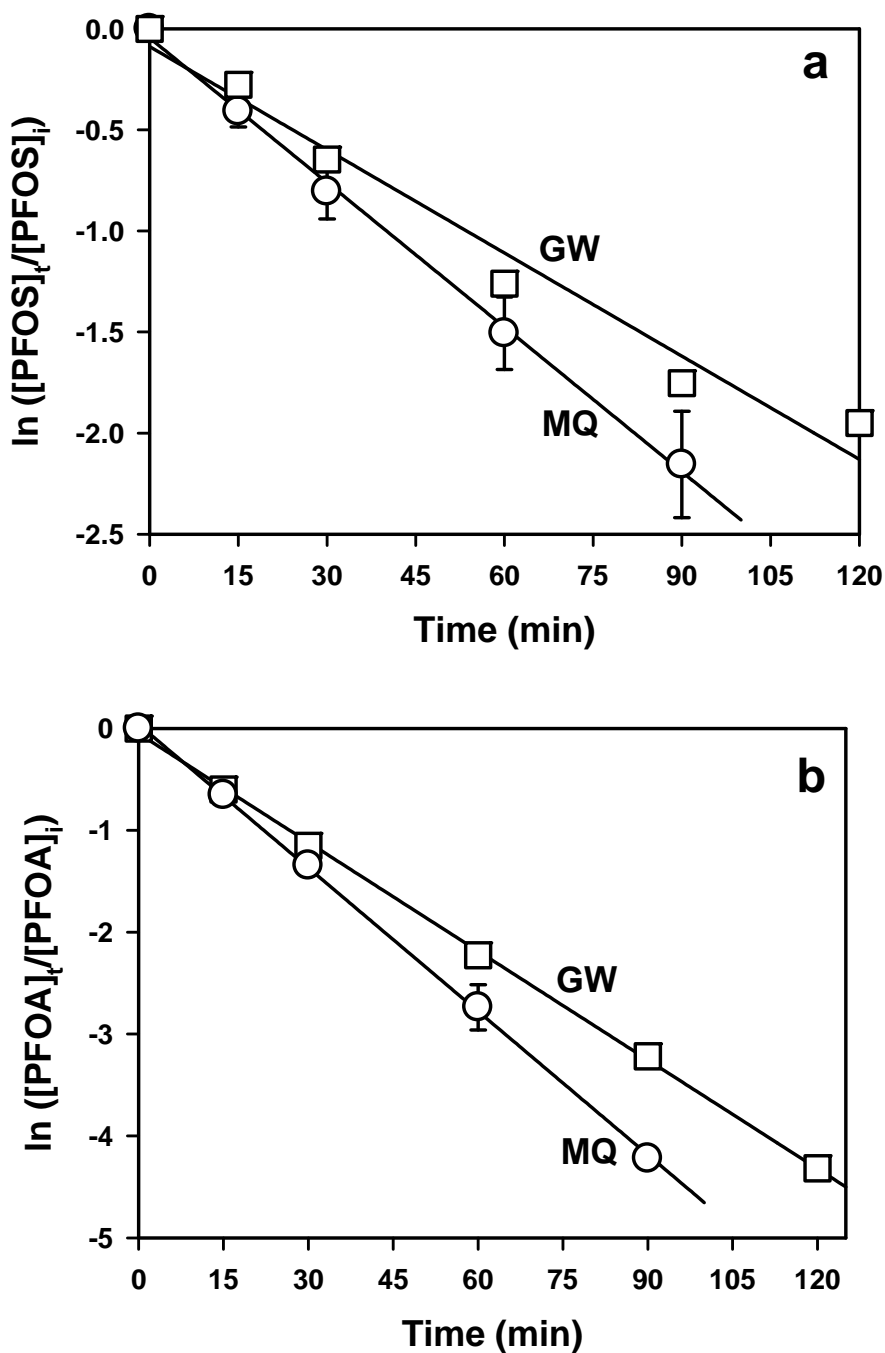 a
0.0
-0.5
-1.0
-1.5
-2.0
-2.5
ln ([PFOS]t/[PFOS]i)
GW
MQ
0 15 30 45 60 75 90 105 120
Time (min)
b
0
-1
-2
-3
-4
-5
ln ([PFOA]t/[PFOA]i)
GW
MQ
0 15 30 45 60 75 90 105 120
Time (min)